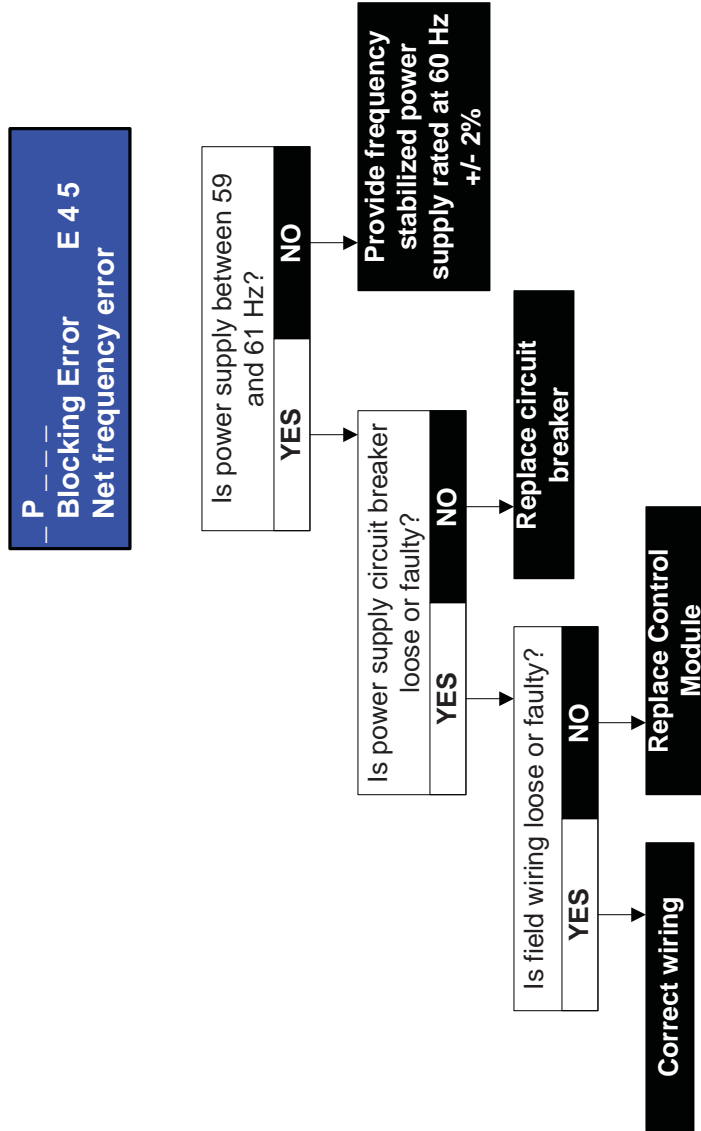 _ P _ _ _
Blocking Error E 4 5
Net frequency error
Is power supply between 59
and 61 Hz?
YES NO
Provide frequency
stabilized power
supply rated at 60 Hz
+/- 2%
Is power supply circuit breaker
loose or faulty?
YES NO
Replace circuit
breaker
Is field wiring loose or faulty?
YES NO
Correct wiring
Replace Control
Module